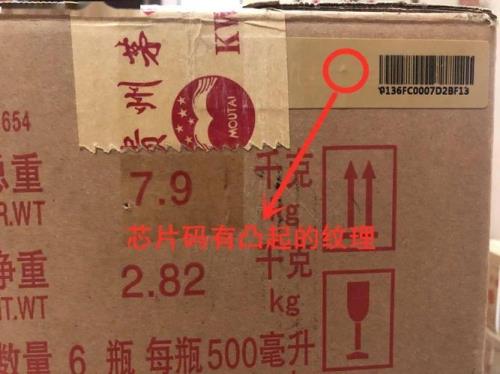 贵州茅
KW
MOUTAI
P136FC0007D2BF13
654
总重 7.9 千克
R.WT kg
芯片码有凸起的纹理
净重 2.82 千克
T.WT kg
数量 6 瓶 每瓶500毫升